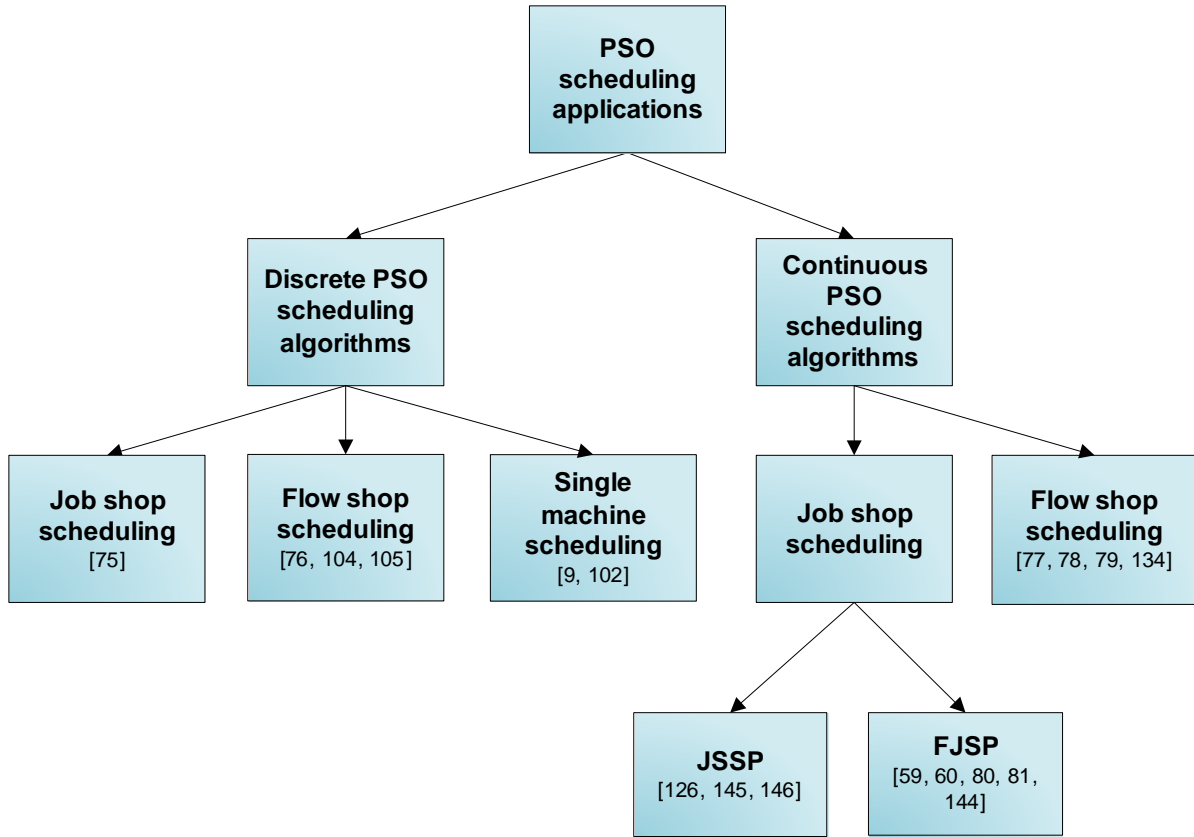 PSO
scheduling
applications
Discrete PSO
scheduling
algorithms
Continuous
PSO
scheduling
algorithms
Job shop
scheduling
[75]
Flow shop
scheduling
[76, 104, 105]
Single
machine
scheduling
[9, 102]
Job shop
scheduling
Flow shop
scheduling
[77, 78, 79, 134]
JSSP
[126, 145, 146]
FJSP
[59, 60, 80, 81,
144]